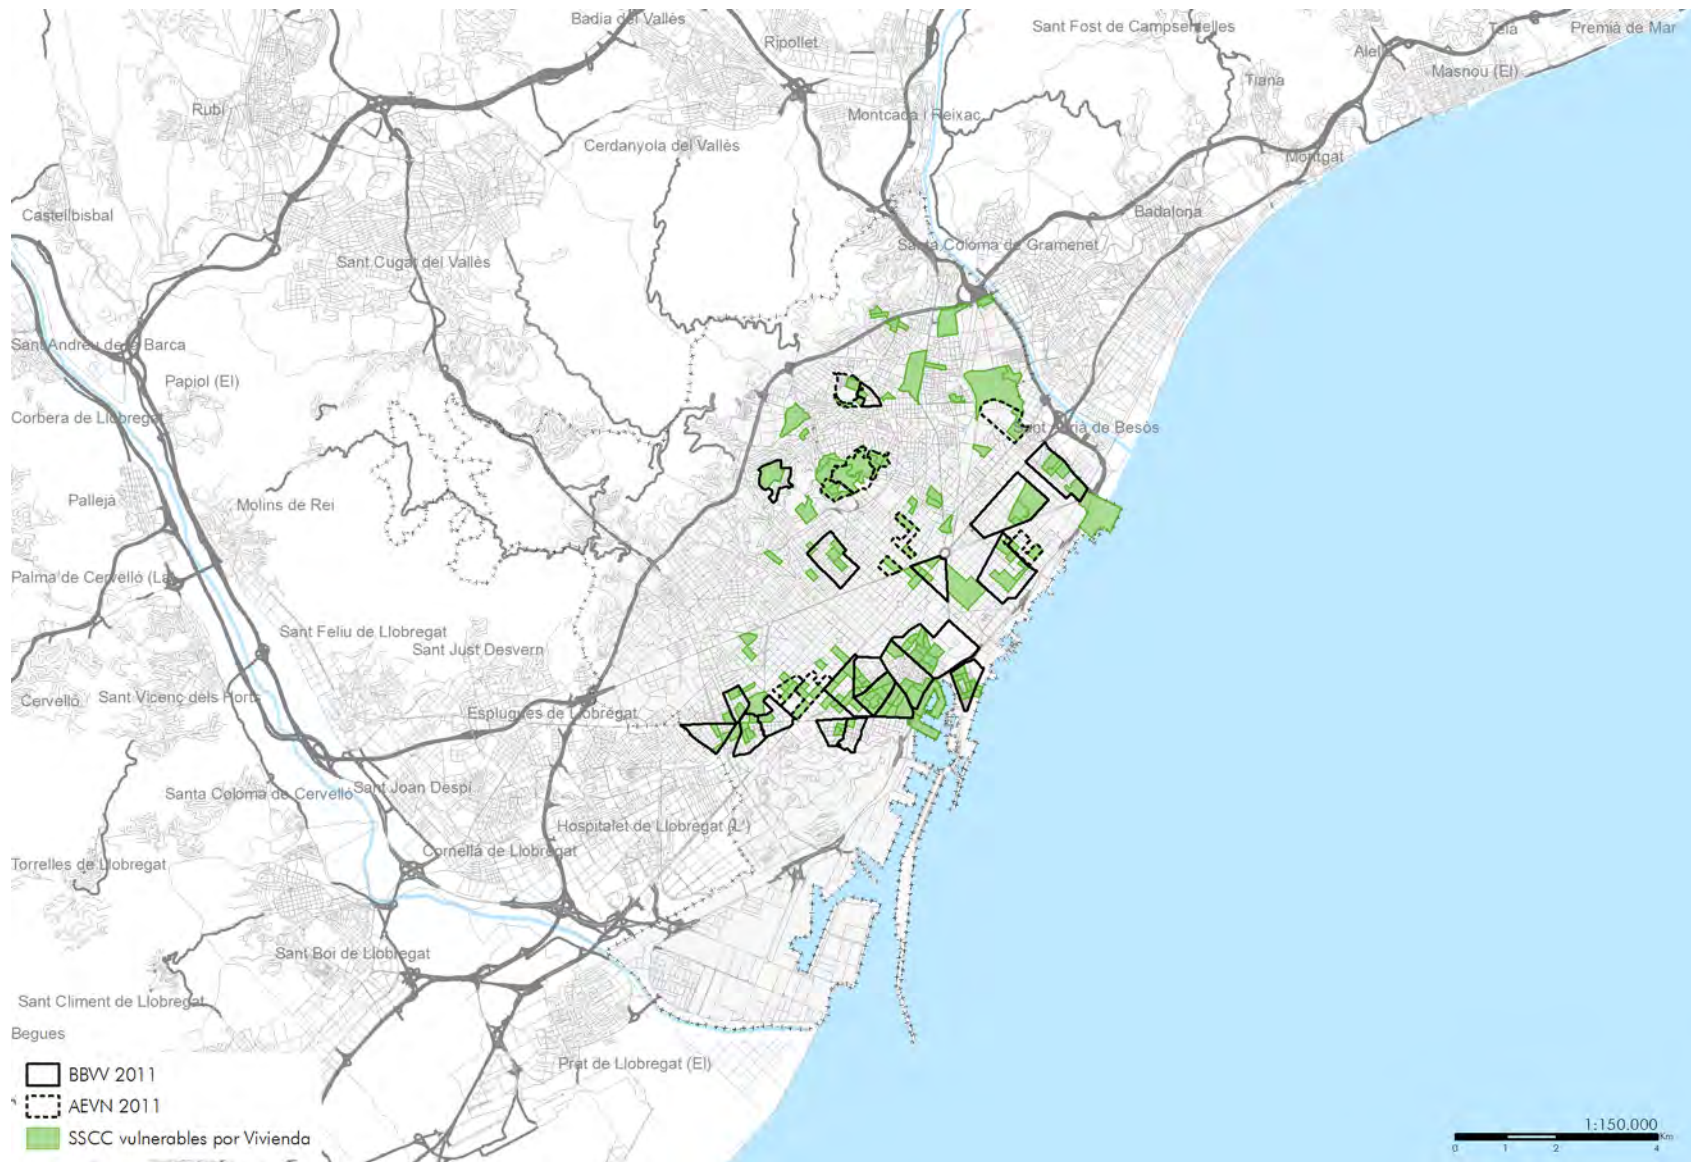 Badia del Vallès
Sant Fost de Campsentelles
Teià
Premià de Mar
Ripollet
Alella
Masnou (El)
Tiana
Rubí
Montcada i Reixac
Cerdanyola del Vallès
Montgat
Castellbisbal
Badalona
Santa Coloma de Gramenet
Sant Cugat del Vallès
Sant Andreu de la Barca
Papiol (El)
Corbera de Llobregat
Sant Adrià de Besòs
Pallejà
Molins de Rei
Palma de Cervelló (La)
Sant Feliu de Llobregat
Sant Just Desvern
Cervelló
Sant Vicenç dels Horts
Esplugues de Llobregat
Santa Coloma de Cervelló
Sant Joan Despí
Hospitalet de Llobregat (L')
Cornellà de Llobregat
Torrelles de Llobregat
Sant Boi de Llobregat
Sant Climent de Llobregat
Begues
Prat de Llobregat (El)
BBVV 2011
AEVN 2011
SSCC vulnerables por Vivienda
1:150.000
Km
0 1 2 4